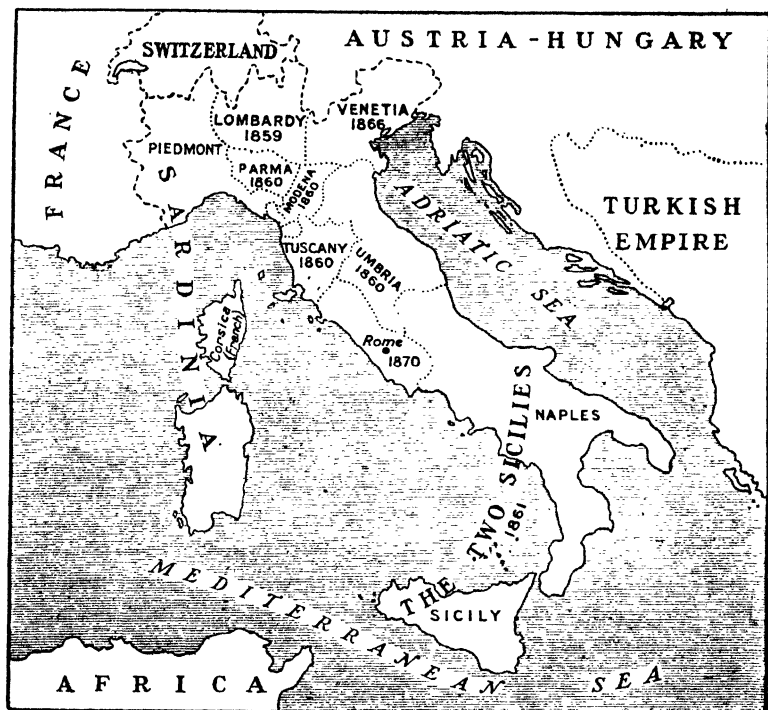 AUSTRIA-HUNGARY
SWITZERLAND
FRANCE
VENETIA
1866
LOMBARDY
1859
PIEDMONT
PARMA
1860
MODENA
1860
SARDINIA
ADRIATIC SEA
TURKISH
EMPIRE
TUSCANY
1860
UMBRIA
1860
Corsica
(French)
Rome
1870
NAPLES
THE TWO SICILIES
1861
SICILY
MEDITERRANEAN SEA
AFRICA